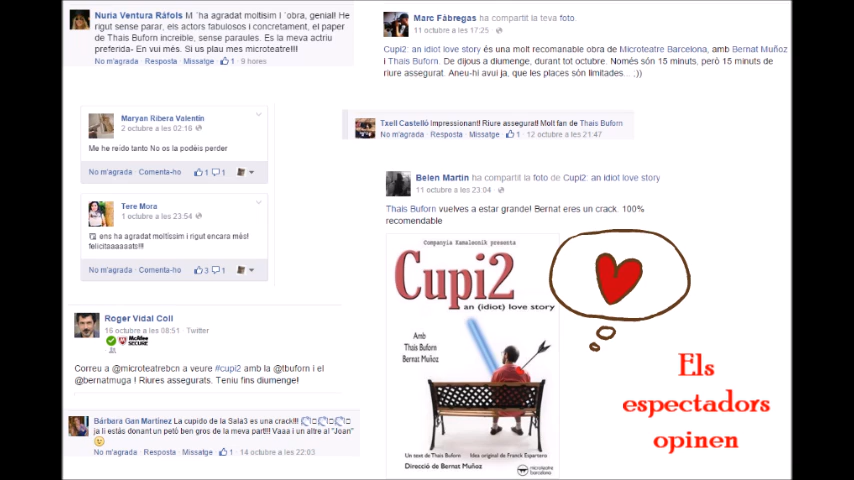 Nuria Ventura Ràfols M ´ha agradat moltisim l ´obra, genial! He
rigut sense parar, els actors fabulosos i concretament, el paper
de Thais Buforn increible, sense paraules. Es la meva actriu
preferida- En vui més. Si us plau mes microteatre!!!!
No m'agrada · Resposta · Missatge · 1 · 9 hores
Maryan Ribera Valentín
2 octubre a les 02:16
Me he reido tanto No os la podéis perder
No m'agrada · Comenta-ho 1 1
Tere Mora
1 octubre a les 23:54
ens ha agradat moltíssim i rigut encara més!
felicitaaaaaats!!!
No m'agrada · Comenta-ho 3 1
Roger Vidal Coll
16 octubre a les 08:51 · Twitter
McAfee
SECURE
Correu a @microteatrebcn a veure #cupi2 amb la @tbuforn i el
@bernatmuga ! Riures assegurats. Teniu fins diumenge!
Bárbara Gan Martínez La cupido de la Sala3 es una crack!!!
ja li estás donant un petò ben gros de la meva part!!! Vaaa i un altre al "Joan"
No m'agrada · Resposta · Missatge · 1 · 14 octubre a les 22:03
Marc Fàbregas ha compartit la teva foto.
11 octubre a les 17:25
Cupi2: an idiot love story és una molt recomanable obra de Microteatre Barcelona, amb Bernat Muñoz
i Thais Buforn. De dijous a diumenge, durant tot octubre. Només són 15 minuts, però 15 minuts de
riure assegurat. Aneu-hi avui ja, que les places són limitades... ;))
Txell Castelló Impressionant! Riure assegurat! Molt fan de Thais Buforn
No m'agrada · Resposta · Missatge · 1 · 12 octubre a les 21:47
Belen Martin ha compartit la foto de Cupi2: an idiot love story
11 octubre a les 23:04
Thais Buforn vuelves a estar grande! Bernat eres un crack. 100%
recomendable
Companyia Kamaleonik presenta
Cupi2
an (idiot) love story
Amb
Thais Buforn
Bernat Muñoz
Un text de Thais Buforn Idea original de Franck Espartero
Direcció de Bernat Muñoz
microteatre
barcelona
Els
espectadors
opinen